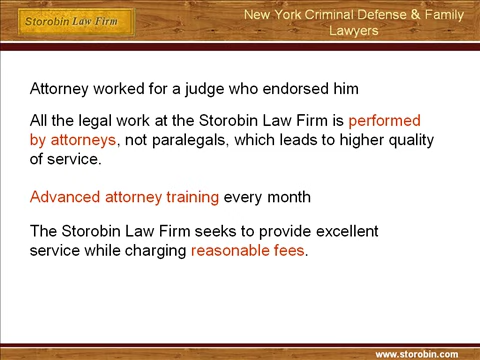 Storobin Law Firm
New York Criminal Defense & Family
Lawyers
Attorney worked for a judge who endorsed him
All the legal work at the Storobin Law Firm is performed
by attorneys, not paralegals, which leads to higher quality
of service.
Advanced attorney training every month
The Storobin Law Firm seeks to provide excellent
service while charging reasonable fees.
www.storobin.com